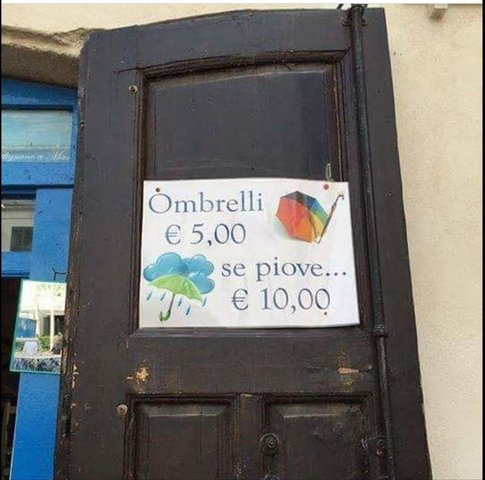 Ombrelli
€ 5,00
se piove...
€ 10,00